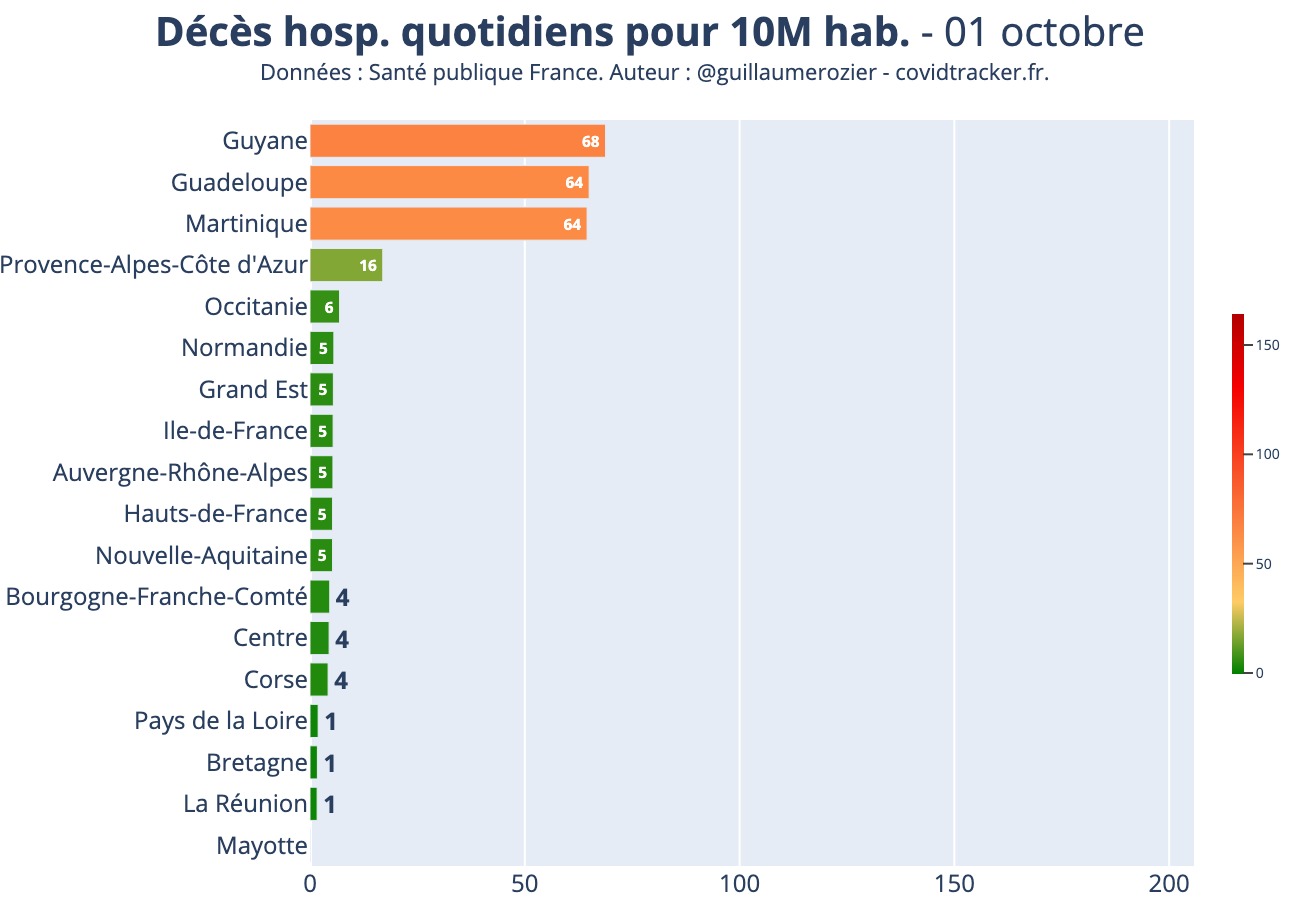 Décès hosp. quotidiens pour 10M hab. - 01 octobre
Données : Santé publique France. Auteur : @guillaumerozier - covidtracker.fr.
Guyane 68
Guadeloupe 64
Martinique 64
Provence-Alpes-Côte d'Azur 16
Occitanie 6
Normandie 5
Grand Est 5
Ile-de-France 5
Auvergne-Rhône-Alpes 5
Hauts-de-France 5
Nouvelle-Aquitaine 5
Bourgogne-Franche-Comté 4
Centre 4
Corse 4
Pays de la Loire 1
Bretagne 1
La Réunion 1
Mayotte
0 50 100 150 200
150
100
50
0